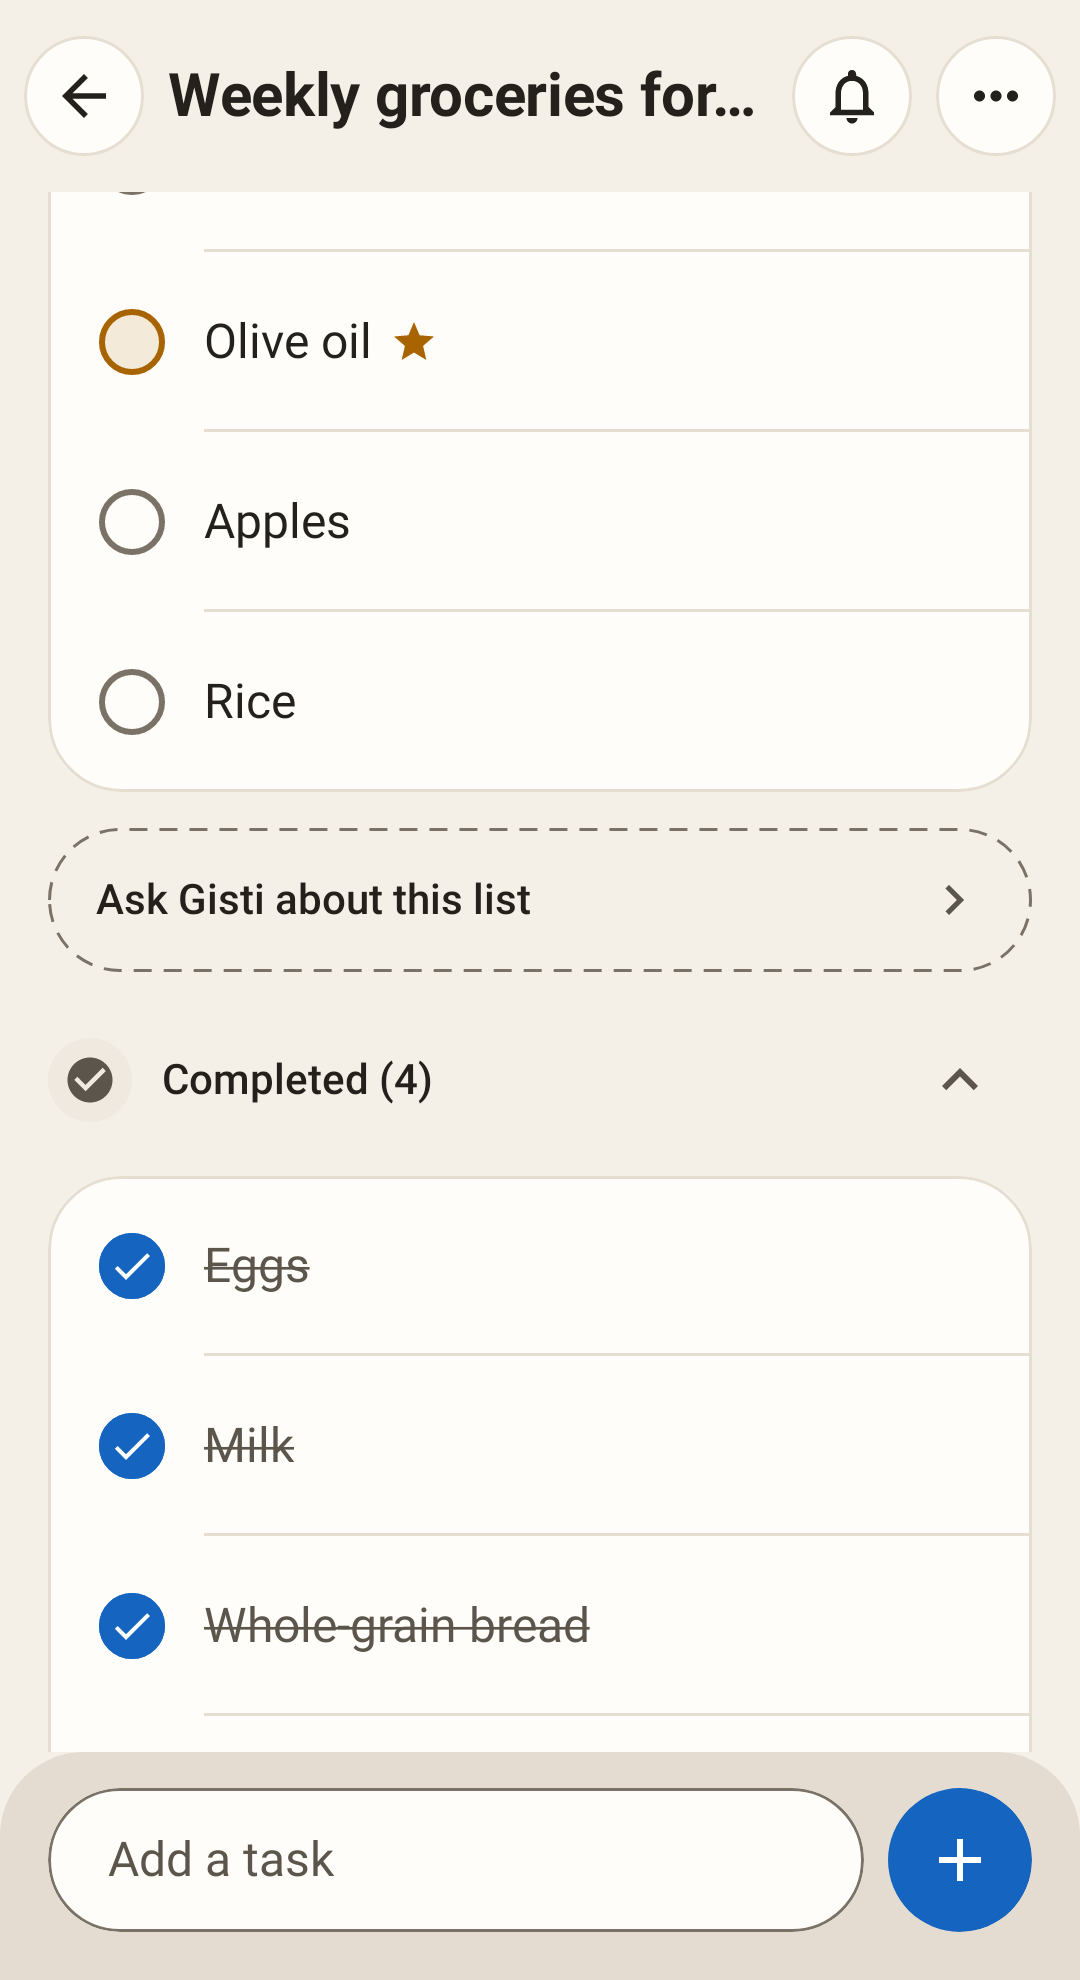 Weekly groceries for...
Olive oil
Apples
Rice
Ask Gisti about this list
Completed (4)
Eggs
Milk
Whole-grain bread
Add a task